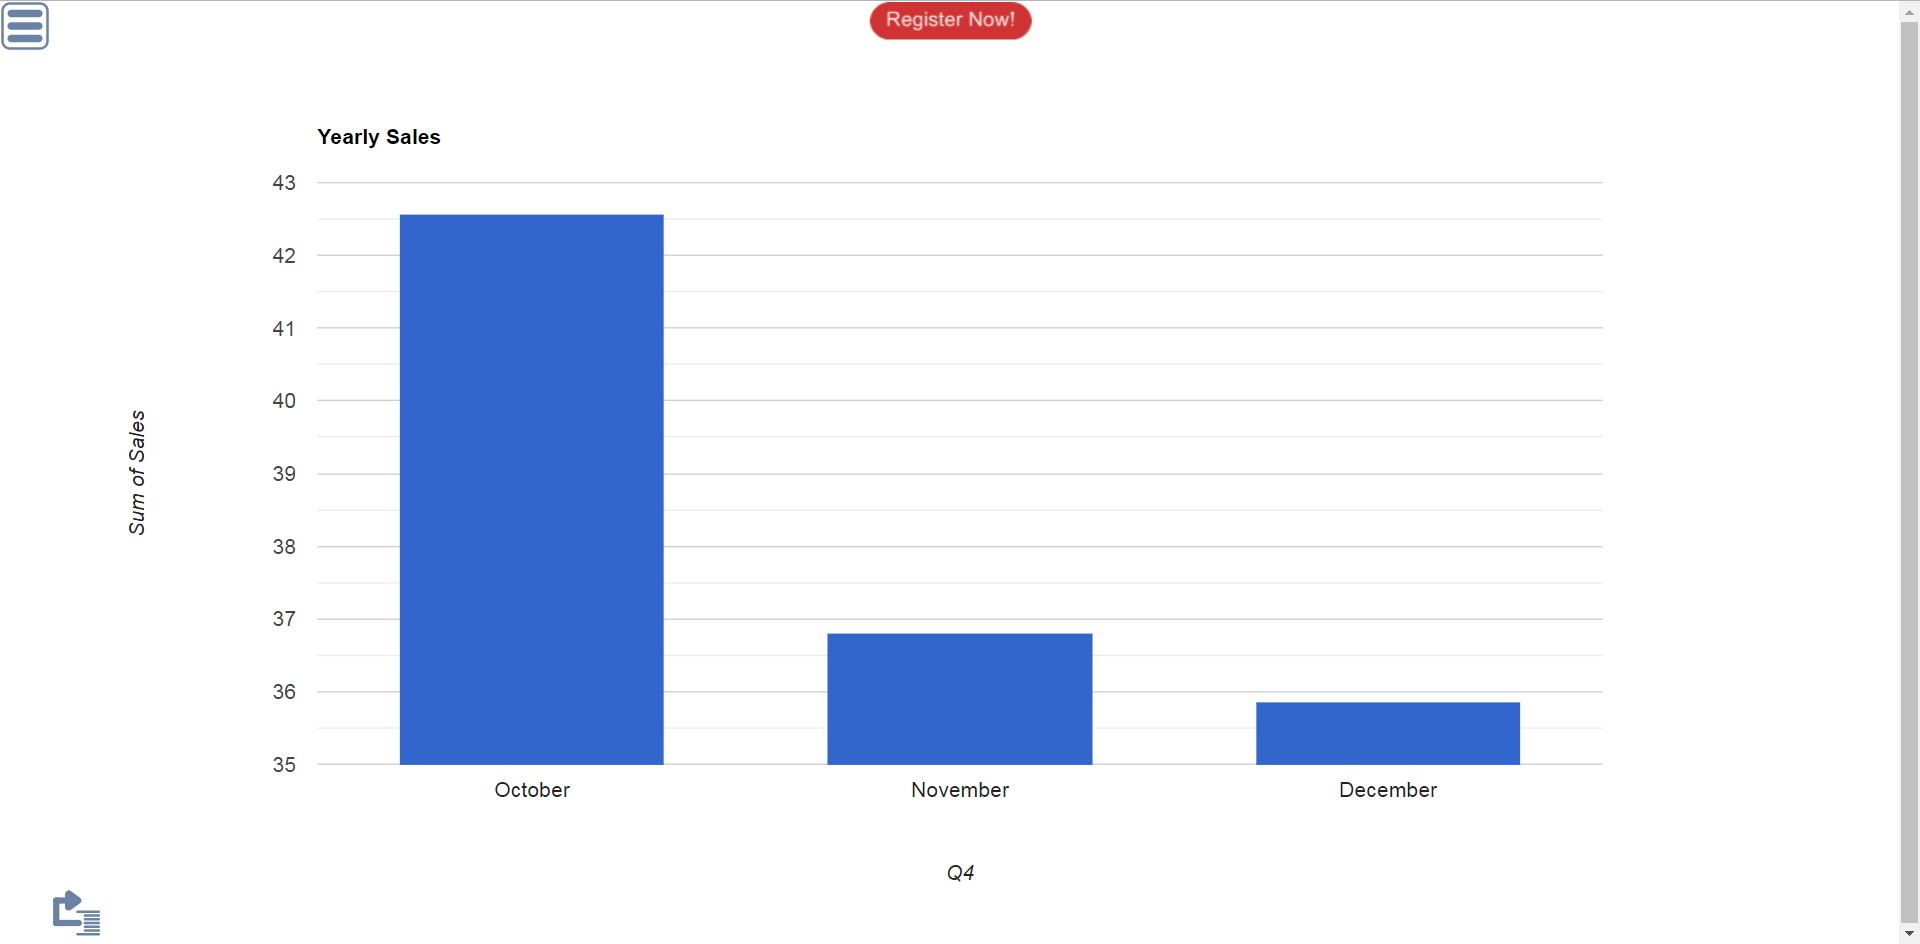 Register Now!
Yearly Sales
43
42
41
40
39
38
37
36
35
Sum of Sales
October November December
Q4